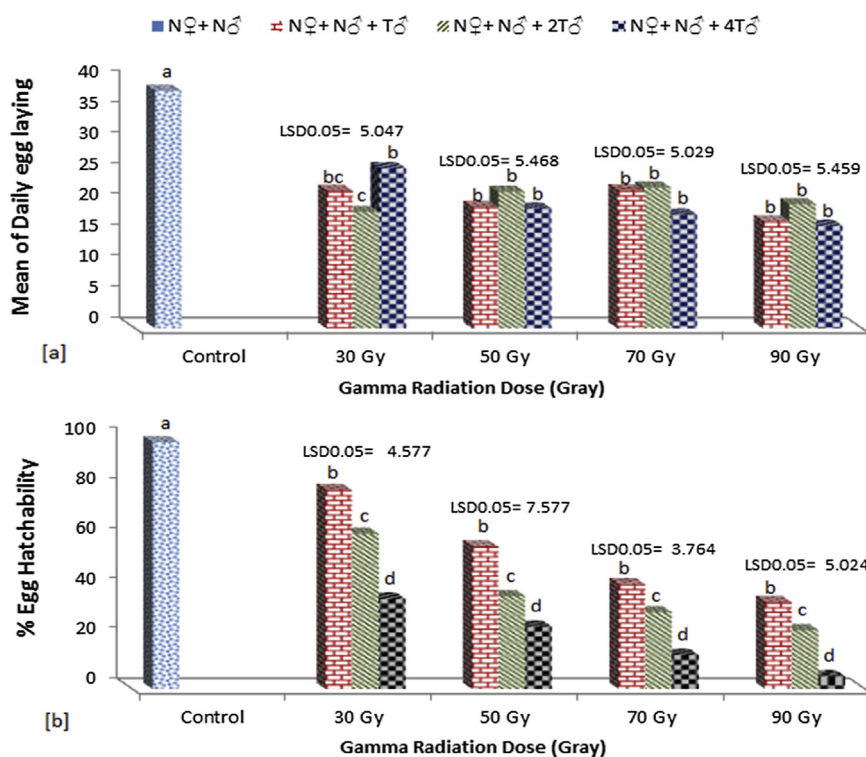 N♀+ N♂ N♀+ N♂ + T♂ N♀+ N♂ + 2T♂ N♀+ N♂ + 4T♂
Mean of Daily egg laying
40
35
30
25
20
15
10
5
0
a
LSD0.05= 5.047
bc c b
LSD0.05= 5.468
b b b
LSD0.05= 5.029
b b b
LSD0.05= 5.459
b b b
[a]
Control 30 Gy 50 Gy 70 Gy 90 Gy
Gamma Radiation Dose (Gray)
% Egg Hatchability
100
80
60
40
20
0
a
LSD0.05= 4.577
b c d
LSD0.05= 7.577
b c d
LSD0.05= 3.764
b c d
LSD0.05= 5.024
b c d
[b]
Control 30 Gy 50 Gy 70 Gy 90 Gy
Gamma Radiation Dose (Gray)